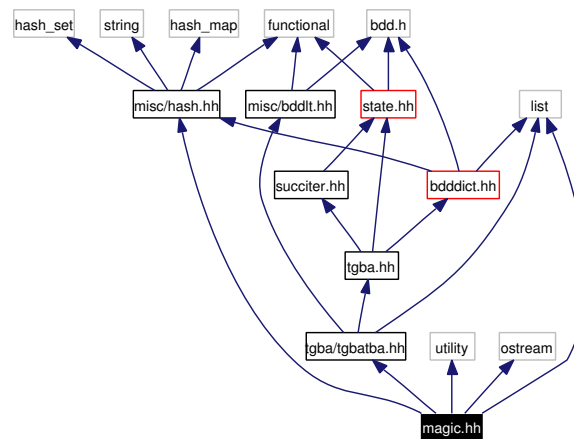 hash_set
string
hash_map
functional
bdd.h
misc/hash.hh
misc/bddlt.hh
state.hh
list
succiter.hh
bdddict.hh
tgba.hh
tgba/tgbatba.hh
utility
ostream
magic.hh